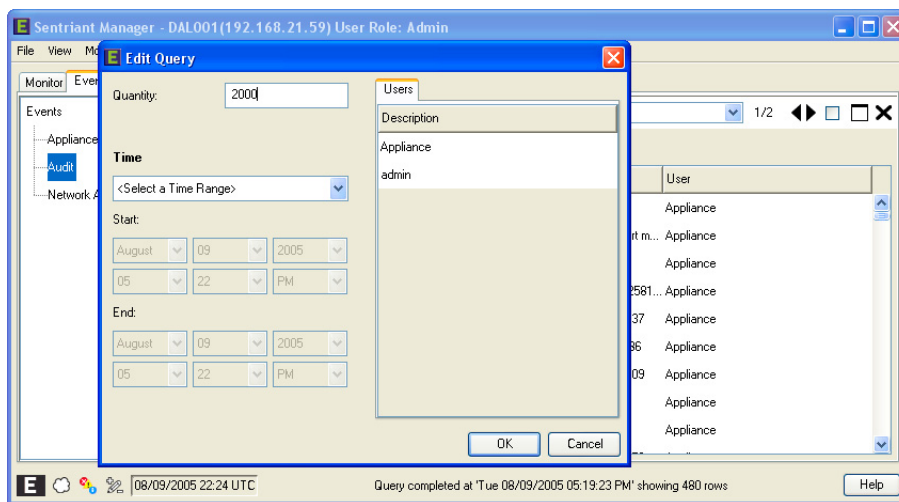 E Sentriant Manager - DAL001(192.168.21.59) User Role: Admin
File View
E Edit Query
Monitor
Events
Appliance
Audit
Network
Quantity: 2000
Time
<Select a Time Range>
Start:
August 09 2005
05 22 PM
End:
August 09 2005
05 22 PM
Users
Description
Appliance
admin
OK Cancel
1/2
User
Appliance
rt m... Appliance
Appliance
2581... Appliance
37 Appliance
36 Appliance
09 Appliance
Appliance
Appliance
E 08/09/2005 22:24 UTC Query completed at 'Tue 08/09/2005 05:19:23 PM' showing 480 rows Help